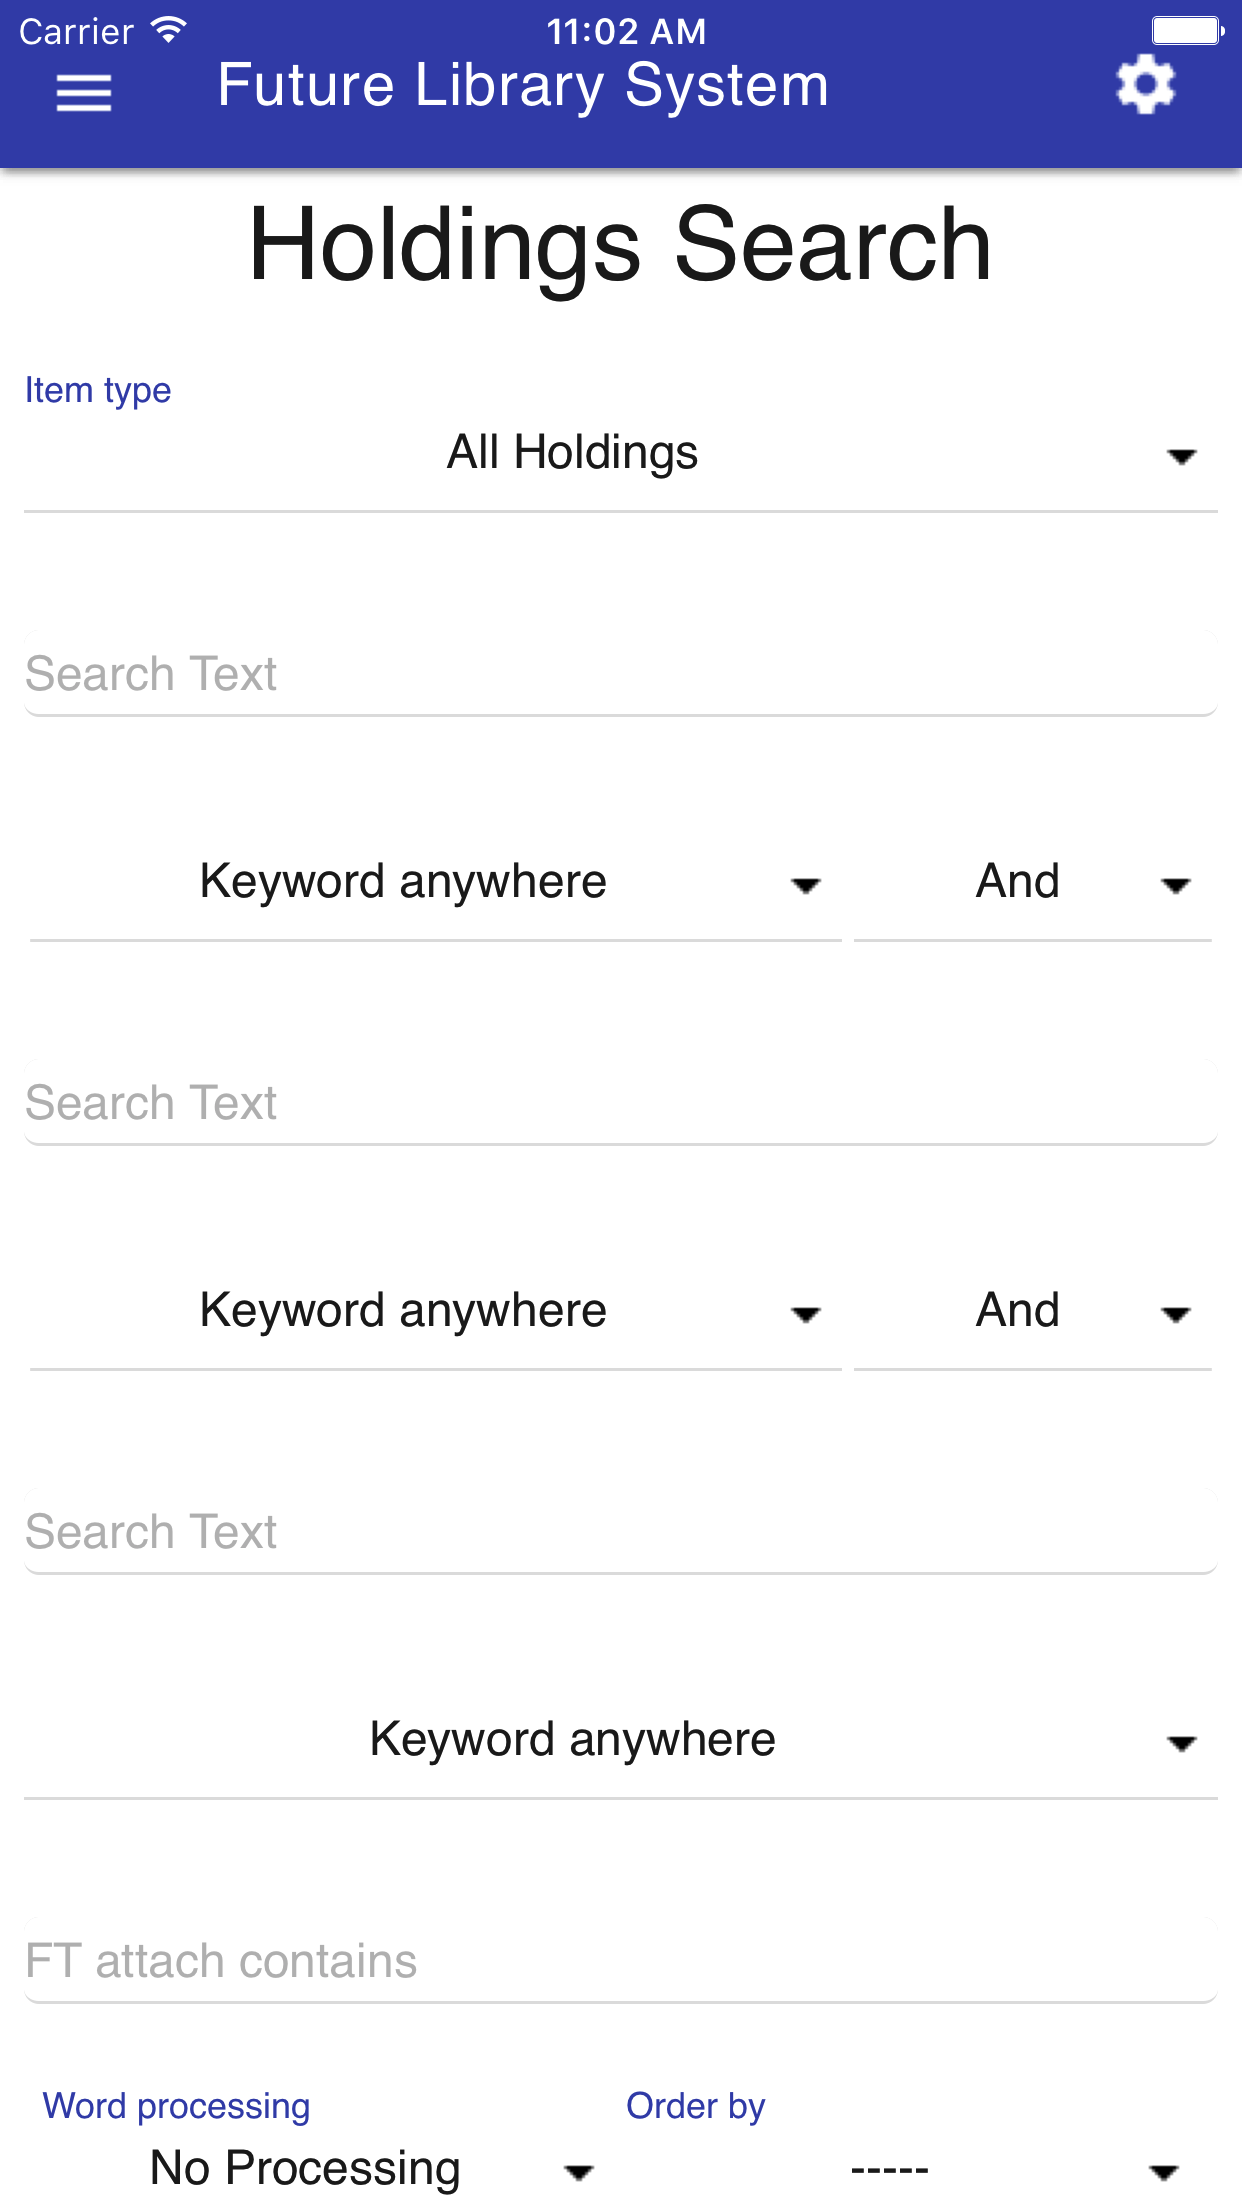 Carrier 11:02 AM
Future Library System
Holdings Search
Item type
All Holdings
Search Text
Keyword anywhere And
Search Text
Keyword anywhere And
Search Text
Keyword anywhere
FT attach contains
Word processing Order by
No Processing -----